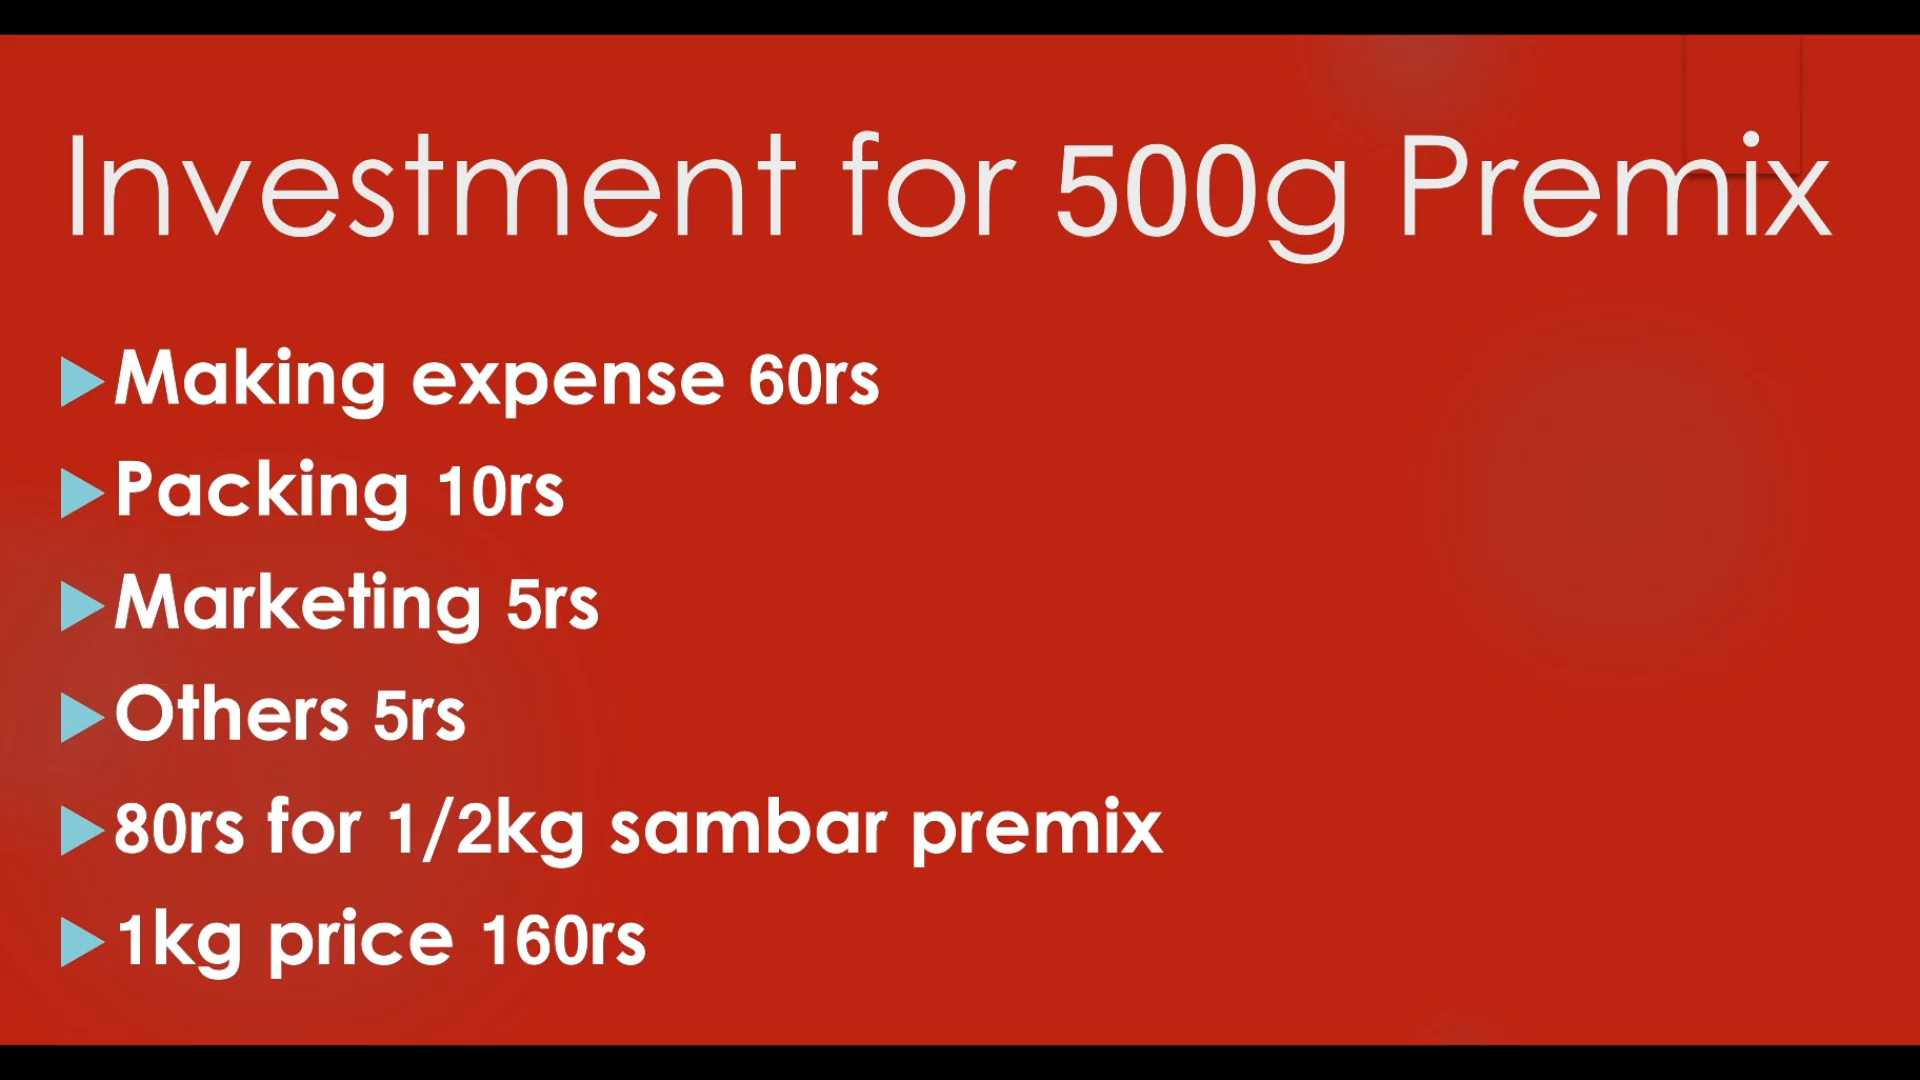 Investment for 500g Premix
Making expense 60rs
Packing 10rs
Marketing 5rs
Others 5rs
80rs for 1/2kg sambar premix
1kg price 160rs